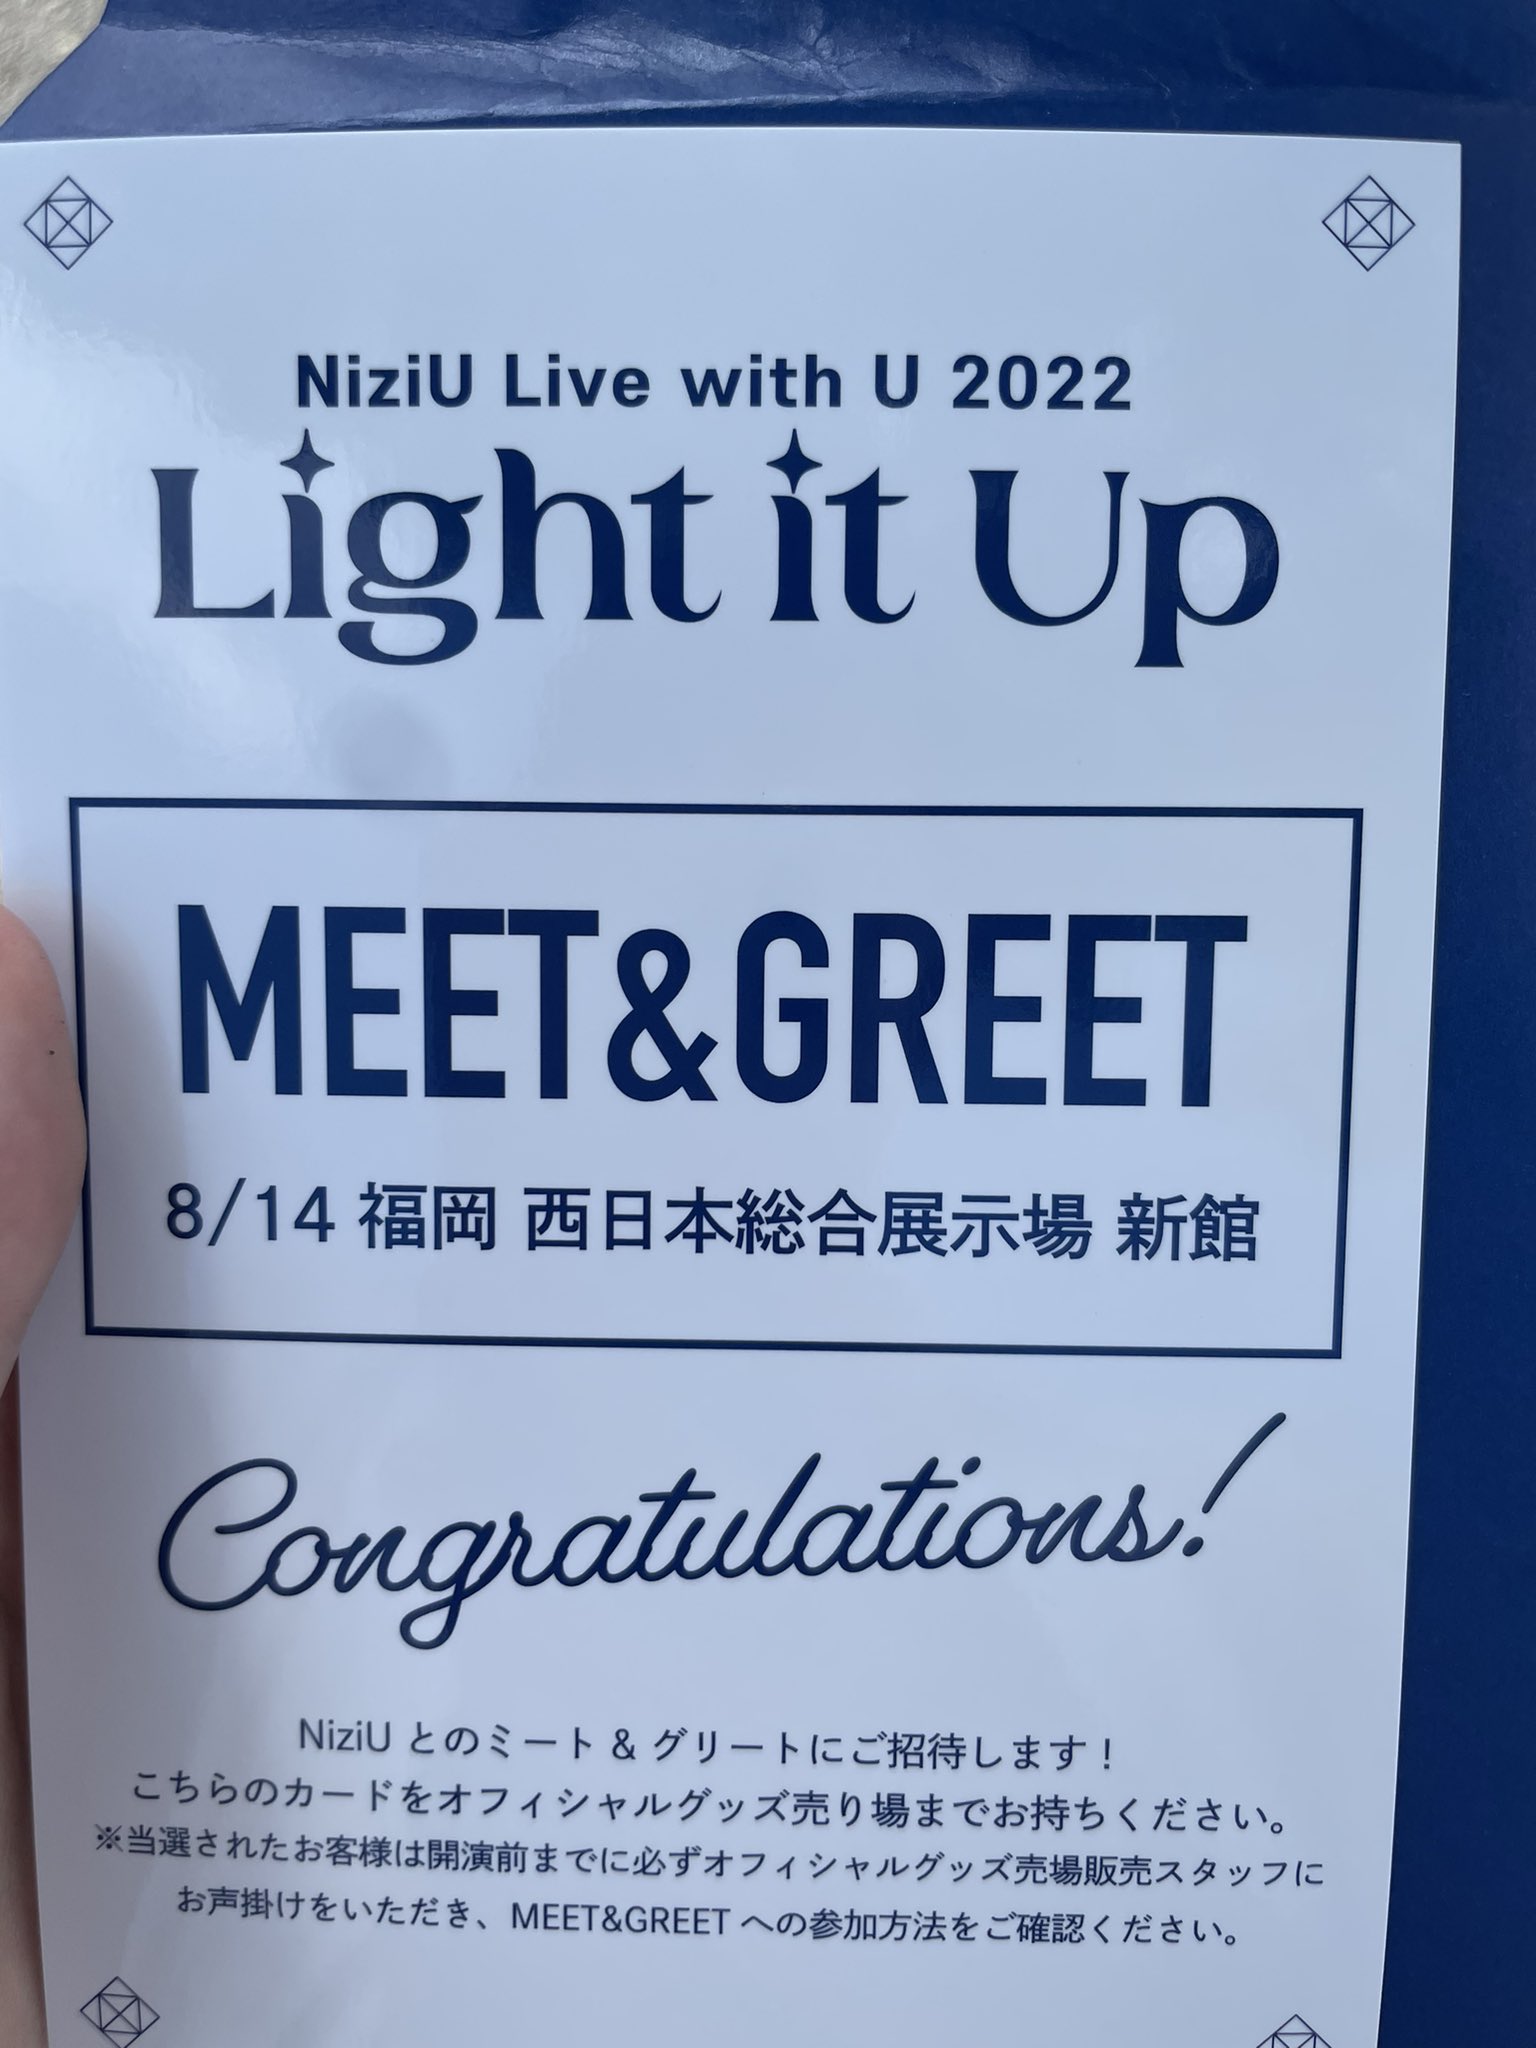 NiziU Live with U 2022
Light it Up
MEET&GREET
8/14 福岡 西日本総合展示場 新館
Congratulations!
NiziU とのミート & グリートにご招待します！
こちらのカードをオフィシャルグッズ売り場までお持ちください。
※当選されたお客様は開演前までに必ずオフィシャルグッズ売場販売スタッフに
お声掛けをいただき、MEET&GREET への参加方法をご確認ください。